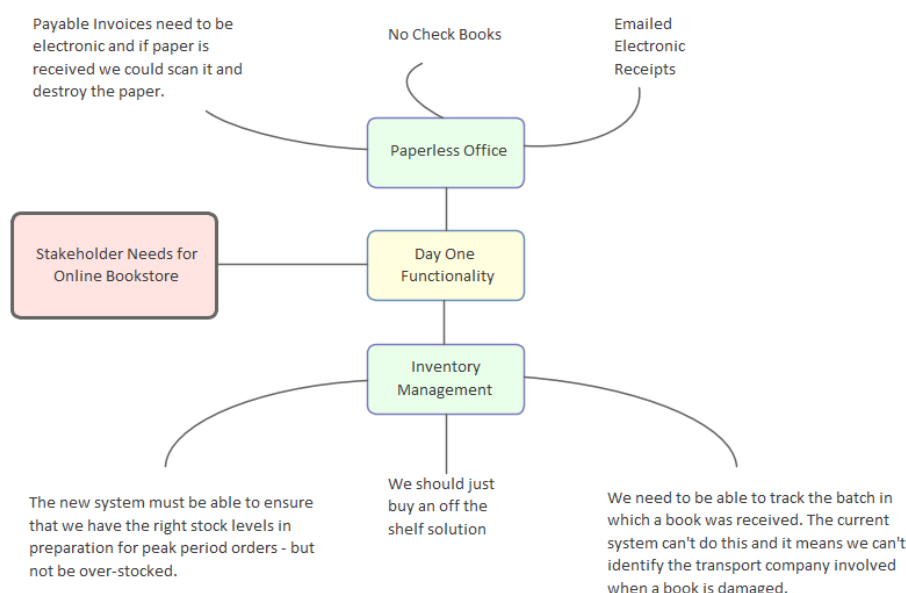 Payable Invoices need to be
electronic and if paper is
received we could scan it and
destroy the paper.
No Check Books
Emailed
Electronic
Receipts
Paperless Office
Stakeholder Needs for
Online Bookstore
Day One
Functionality
Inventory
Management
The new system must be able to ensure
that we have the right stock levels in
preparation for peak period orders - but
not be over-stocked.
We should just
buy an off the
shelf solution
We need to be able to track the batch in
which a book was received. The current
system can't do this and it means we can't
identify the transport company involved
when a book is damaged.